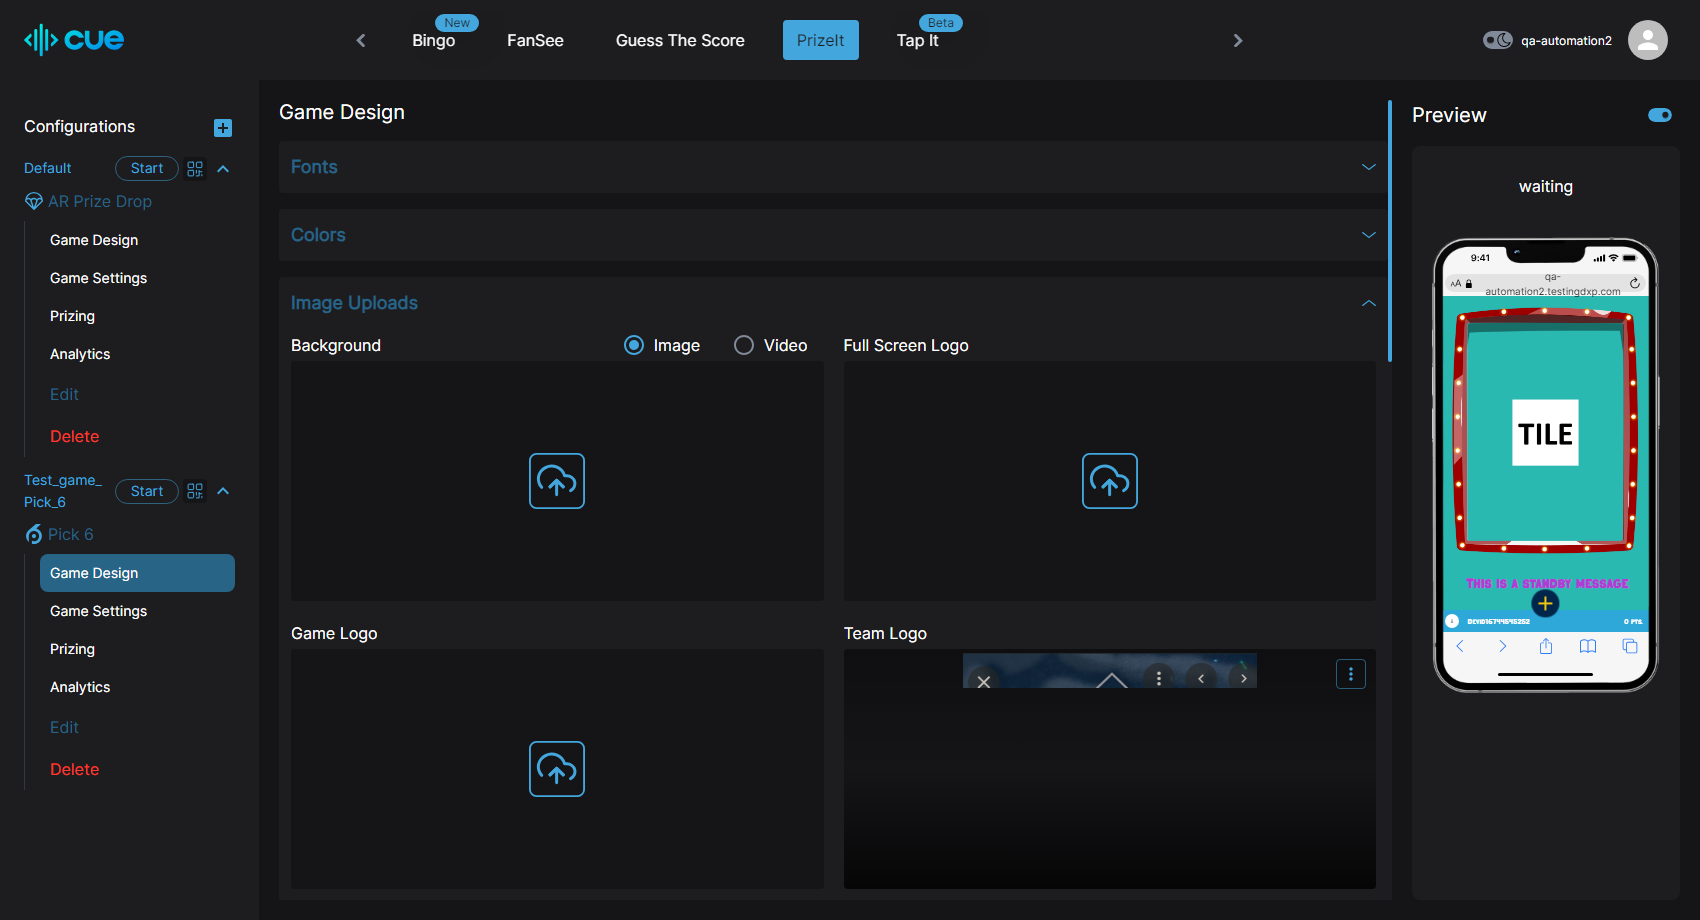 cue
New
Bingo
FanSee
Guess The Score
PrizeIt
Beta
Tap It
qa-automation2
Configurations
Default
Start
AR Prize Drop
Game Design
Game Settings
Prizing
Analytics
Edit
Delete
Test_game_
Pick_6
Start
Pick 6
Game Design
Game Settings
Prizing
Analytics
Edit
Delete
Game Design
Fonts
Colors
Image Uploads
Background
Image
Video
Full Screen Logo
Game Logo
Team Logo
Preview
waiting
9:41
AA
qa-
automation2.testingdxp.com
TILE
THIS IS A STANDBY MESSAGE
0 PTS.